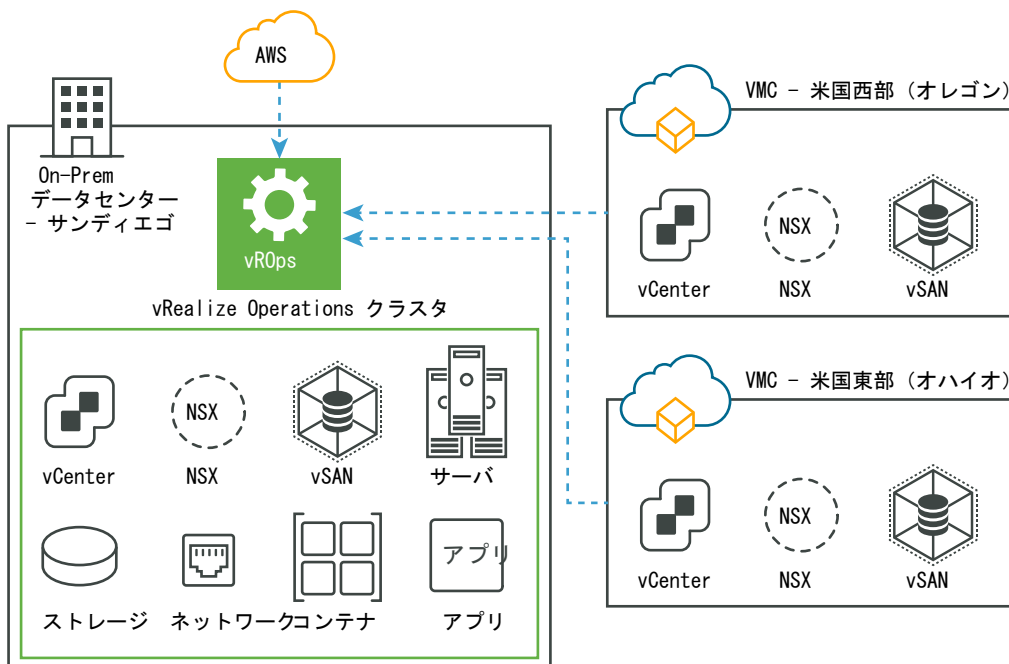 AWS
On-Prem
データセンター
- サンディエゴ
vROps
vRealize Operations クラスタ
vCenter
NSX
NSX
vSAN
サーバ
ストレージ
ネットワーク
コンテナ
アプリ
アプリ
VMC - 米国西部（オレゴン）
vCenter
NSX
NSX
vSAN
VMC - 米国東部（オハイオ）
vCenter
NSX
NSX
vSAN